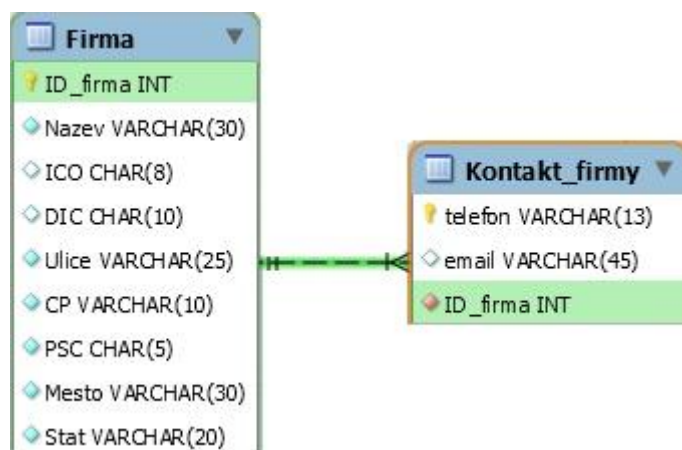 Firma
ID_firma INT
Nazev VARCHAR(30)
ICO CHAR(8)
DIC CHAR(10)
Ulice VARCHAR(25)
CP VARCHAR(10)
PSC CHAR(5)
Mesto VARCHAR(30)
Stat VARCHAR(20)
Kontakt_firmy
telefon VARCHAR(13)
email VARCHAR(45)
ID_firma INT